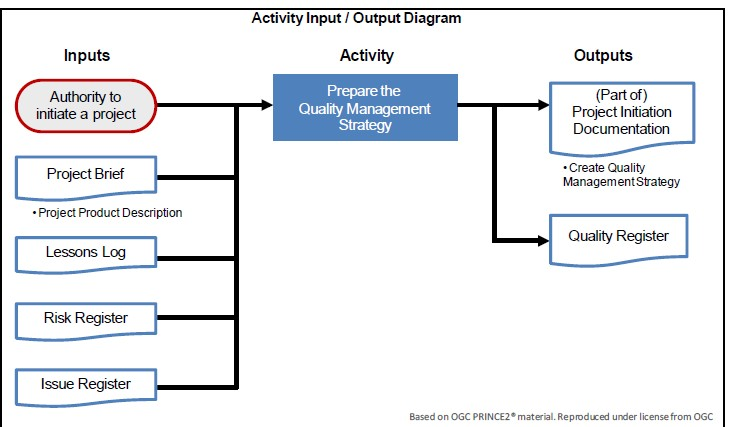 Activity Input / Output Diagram
Inputs
Activity
Outputs
Authority to
initiate a project
Prepare the
Quality Management
Strategy
(Part of)
Project Initiation
Documentation
• Create Quality
Management Strategy
Project Brief
• Project Product Description
Lessons Log
Quality Register
Risk Register
Issue Register
Based on OGC PRINCE2® material. Reproduced under license from OGC